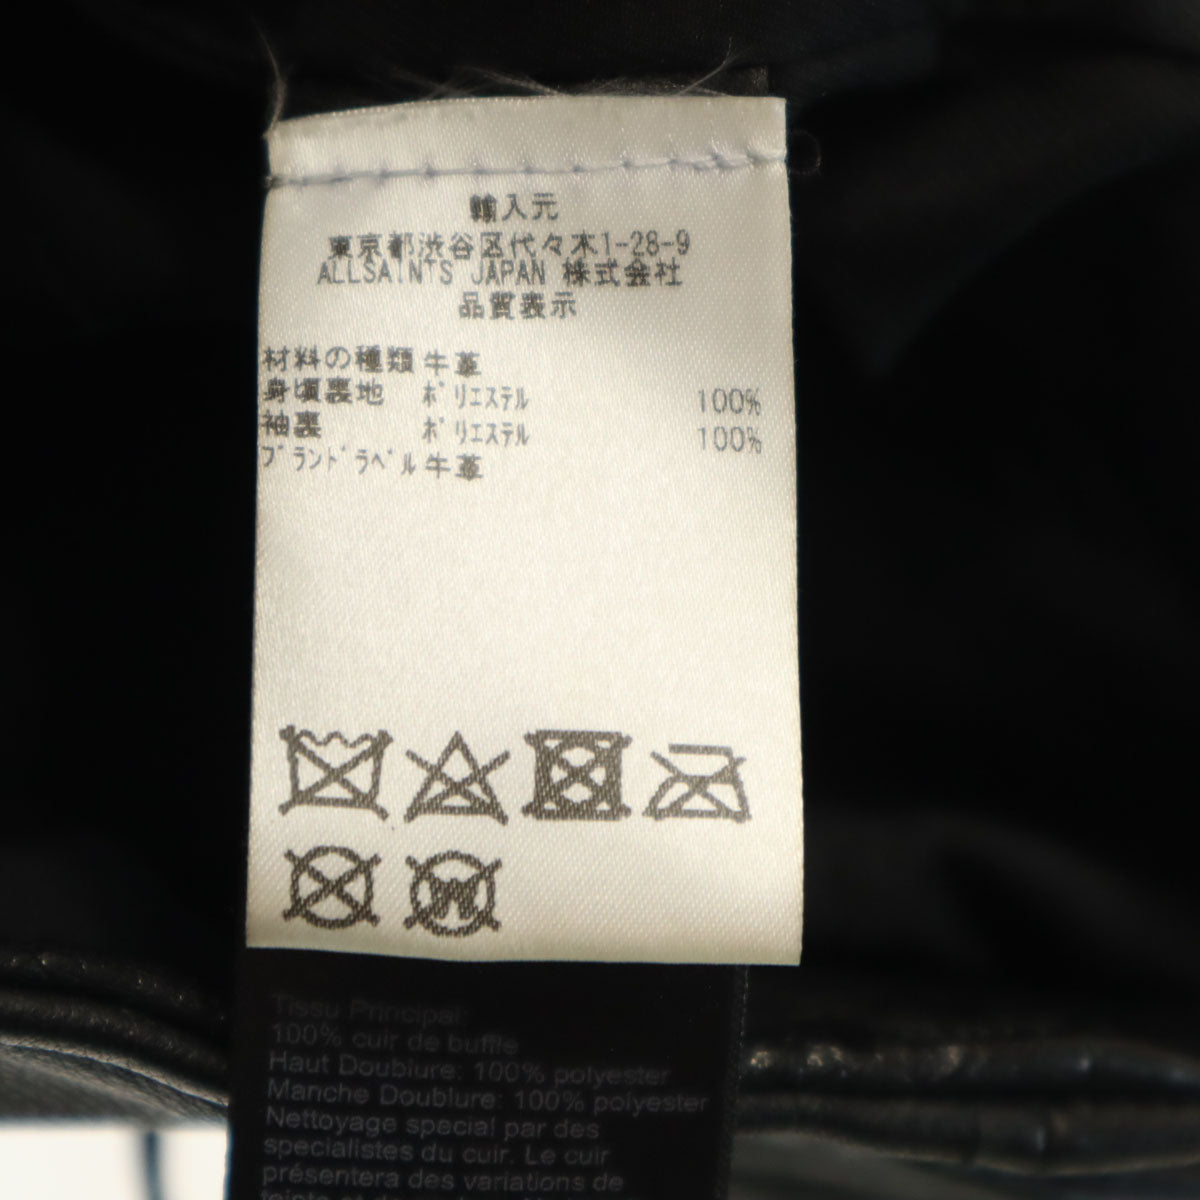 輸入元
東京都渋谷区代々木1-28-9
ALLSAINTS JAPAN 株式会社
品質表示
材料の種類 牛革
身頃裏地 ポリエステル 100%
袖裏 ポリエステル 100%
ブランドラベル 牛革
W
Tissu Principal:
100% cuir de buffle
Haut Doublure: 100% polyester
Manche Doublure: 100% polyester
Nettoyage special par des
specialistes du cuir. Le cuir
présentera des variations de